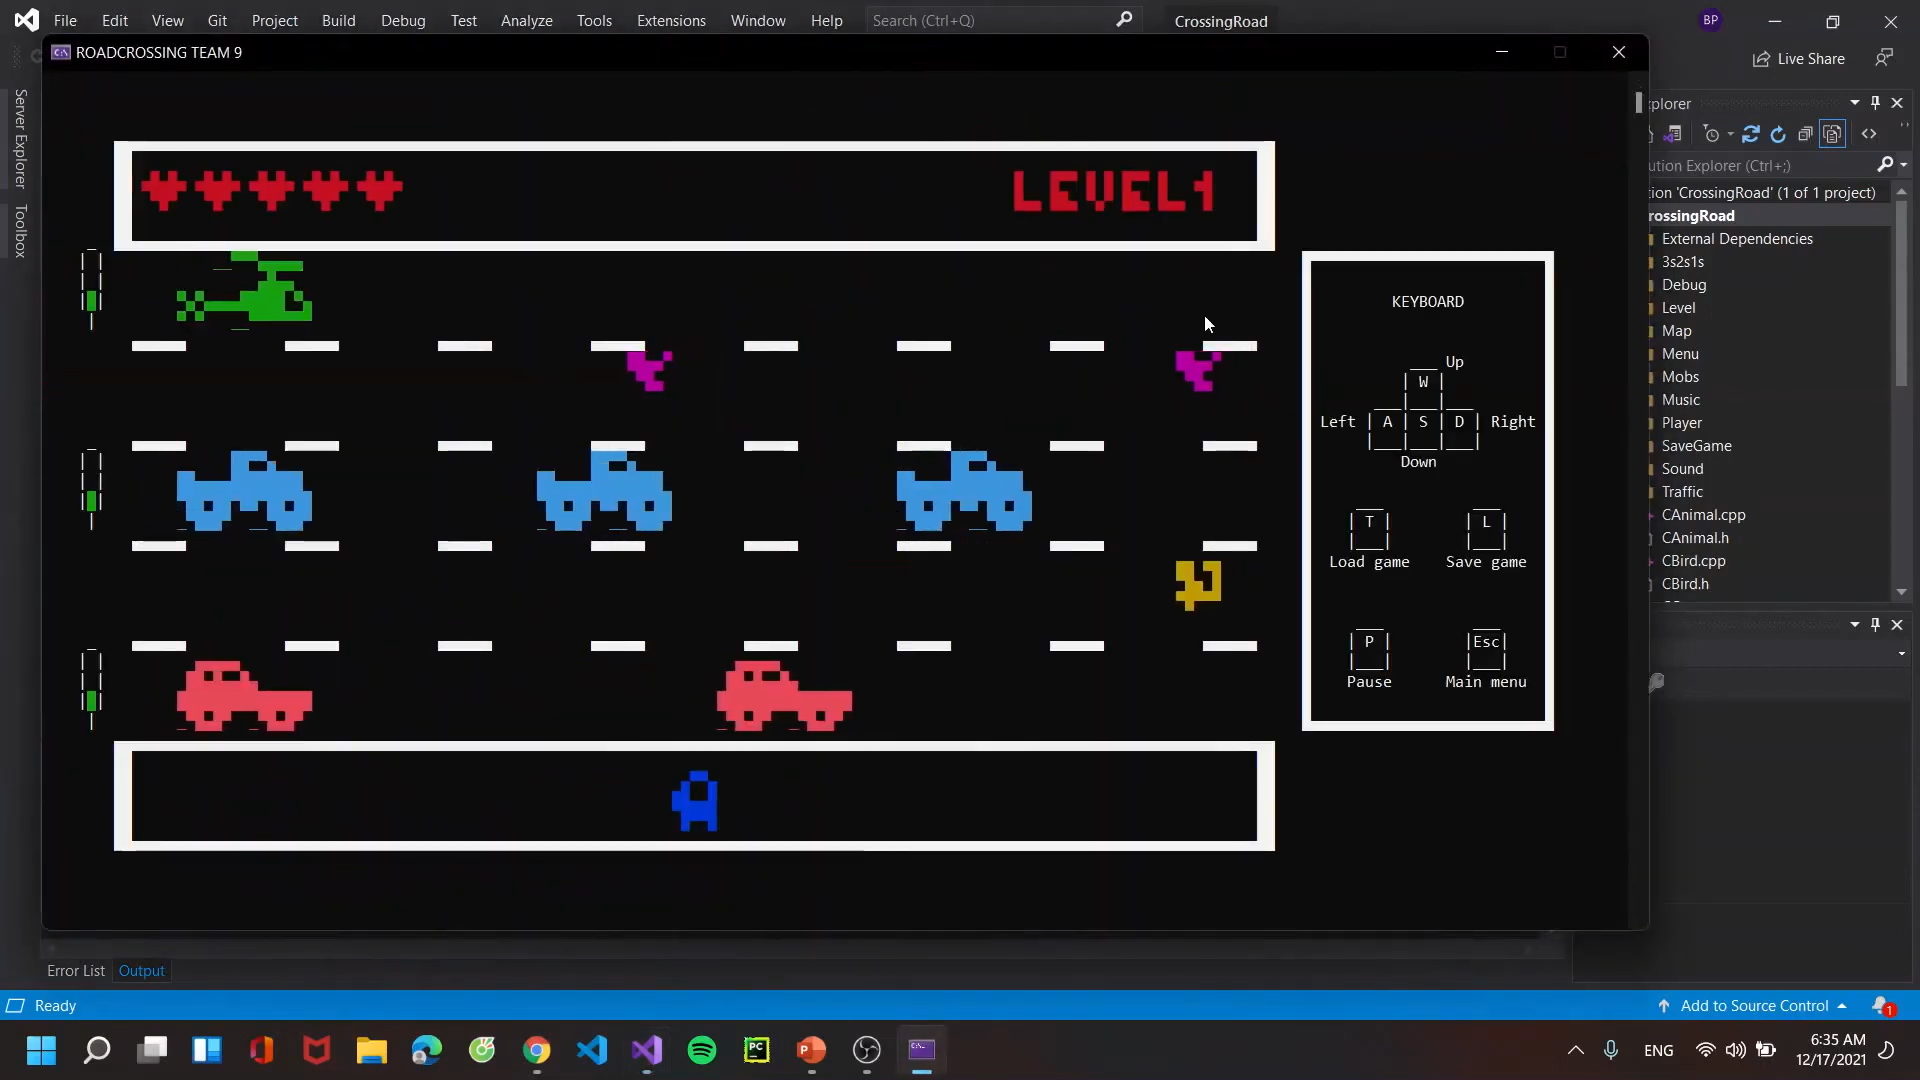 File Edit View Git Project Build Debug Test Analyze Tools Extensions Window Help Search (Ctrl+Q) CrossingRoad BP
ROADCROSSING TEAM 9
Live Share
Server Explorer
Toolbox
LEVEL1
KEYBOARD
Up
W
Left A S D Right
Down
T L
Load game Save game
P Esc
Pause Main menu
plorer
ution Explorer (Ctrl+;)
tion 'CrossingRoad' (1 of 1 project)
rossingRoad
External Dependencies
3s2s1s
Debug
Level
Map
Menu
Mobs
Music
Player
SaveGame
Sound
Traffic
CAnimal.cpp
CAnimal.h
CBird.cpp
CBird.h
Error List Output
Ready
Add to Source Control 1
PC
ENG
6:35 AM
12/17/2021